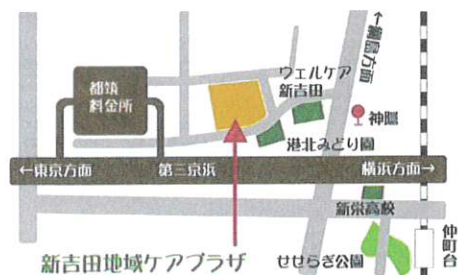 ←綱島方面
ウェルケア
新吉田
都筑
料金所
神隈
港北みどり園
←東京方面
第三京浜
横浜方面→
新栄高校
仲町台
新吉田地域ケアプラザ
せせらぎ公園